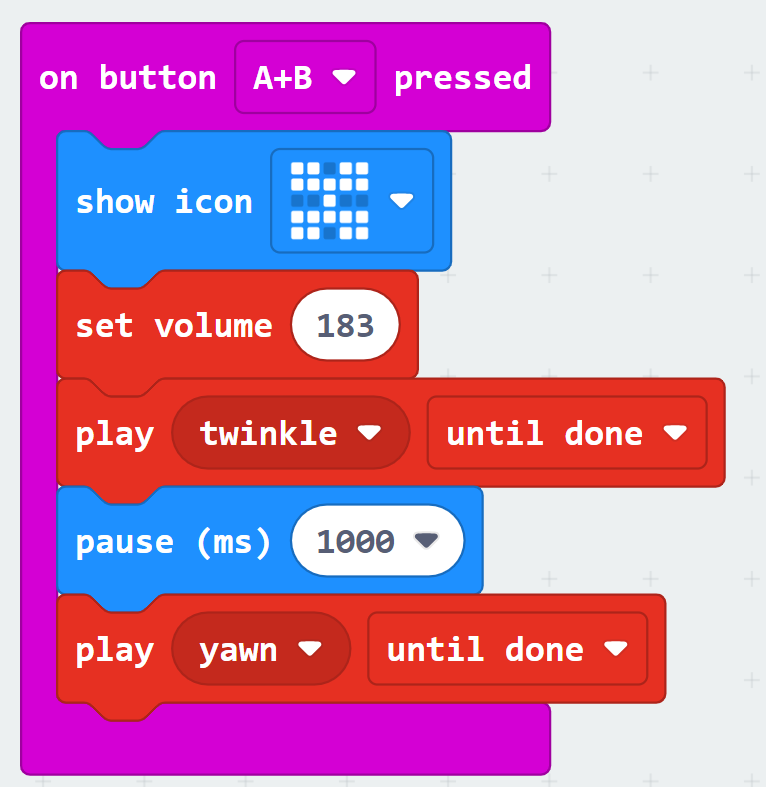 on button A+B pressed
show icon
set volume 183
play twinkle until done
pause (ms) 1000
play yawn until done